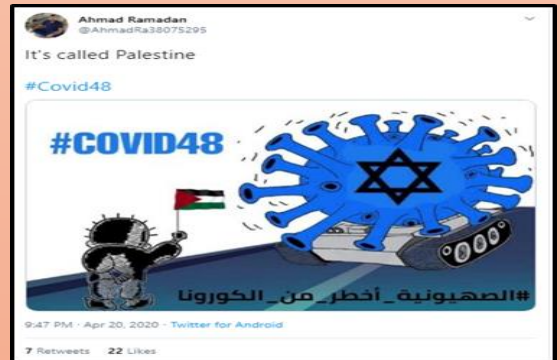 Ahmad Ramadan
@AhmadRa38075295
It's called Palestine
#Covid48
#COVID48
#الصهيونية_أخطر_من_الكورونا
9:47 PM · Apr 20, 2020 · Twitter for Android
7 Retweets 22 Likes